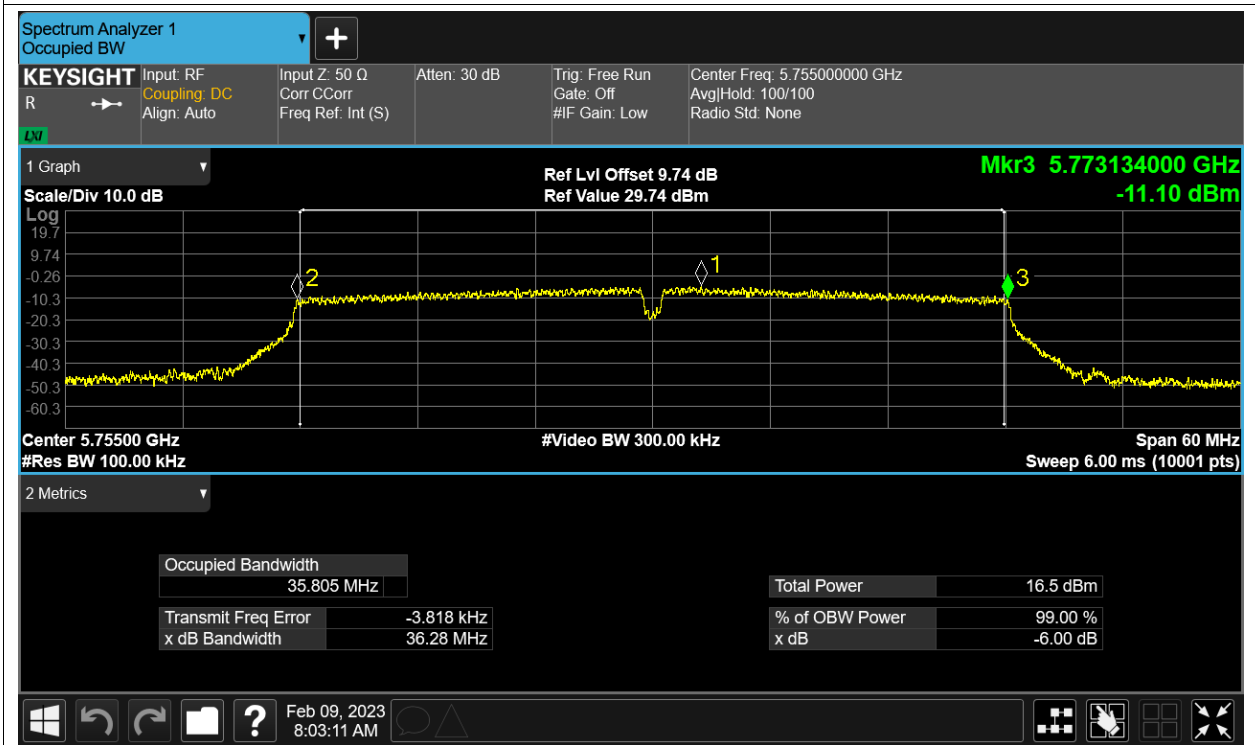 Spectrum Analyzer 1
Occupied BW
KEYSIGHT
R
LXI
Input: RF
Coupling: DC
Align: Auto
Input Z: 50 Ω
Corr CCorr
Freq Ref: Int (S)
Atten: 30 dB
Trig: Free Run
Gate: Off
#IF Gain: Low
Center Freq: 5.755000000 GHz
Avg|Hold: 100/100
Radio Std: None
1 Graph
Scale/Div 10.0 dB
Ref Lvl Offset 9.74 dB
Ref Value 29.74 dBm
Mkr3 5.773134000 GHz
-11.10 dBm
Log
19.7
9.74
-0.26
-10.3
-20.3
-30.3
-40.3
-50.3
-60.3
2
1
3
Center 5.75500 GHz
#Res BW 100.00 kHz
#Video BW 300.00 kHz
Span 60 MHz
Sweep 6.00 ms (10001 pts)
2 Metrics
Occupied Bandwidth
35.805 MHz
Transmit Freq Error -3.818 kHz
x dB Bandwidth 36.28 MHz
Total Power 16.5 dBm
% of OBW Power 99.00 %
x dB -6.00 dB
?
Feb 09, 2023
8:03:11 AM